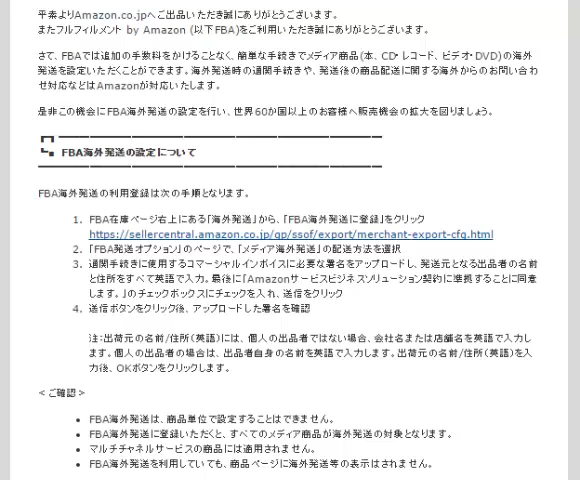 平素よりAmazon.co.jpへご出品いただき誠にありがとうございます。
またフルフィルメント by Amazon (以下FBA)をご利用いただき誠にありがとうございます。
さて、FBAでは追加の手数料をかけることなく、簡単な手続きでメディア商品(本、CD・レコード、ビデオ・DVD)の海外
発送を設定いただくことができます。海外発送時の通関手続きや、発送後の商品配送に関する海外からのお問い合わ
せ対応などはAmazonが対応いたします。
是非この機会にFBA海外発送の設定を行い、世界60か国以上のお客様へ販売機会の拡大を図りましょう。
FBA海外発送の設定について
FBA海外発送の利用登録は次の手順となります。
1. FBA在庫ページ右上にある「海外発送」から、「FBA海外発送に登録」をクリック
https://sellercentral.amazon.co.jp/gp/ssof/export/merchant-export-cfg.html
2. 「FBA発送オプション」のページで、「メディア海外発送」の配送方法を選択
3. 通関手続きに使用するコマーシャルインボイスに必要な署名をアップロードし、発送元となる出品者の名前
と住所をすべて英語で入力。最後に「Amazonサービスビジネスソリューション契約に準拠することに同意
します。」のチェックボックスにチェックを入れ、送信をクリック
4. 送信ボタンをクリック後、アップロードした署名を確認
注：出荷元の名前/住所（英語）には、個人の出品者ではない場合、会社名または店舗名を英語で入力し
ます。個人の出品者の場合は、出品者自身の名前を英語で入力します。出荷元の名前/住所（英語）を入
力後、OKボタンをクリックします。
＜ご確認＞
• FBA海外発送は、商品単位で設定することはできません。
• FBA海外発送に登録いただくと、すべてのメディア商品が海外発送の対象となります。
• マルチチャネルサービスの商品には適用されません。
• FBA海外発送を利用していても、商品ページに海外発送等の表示はされません。